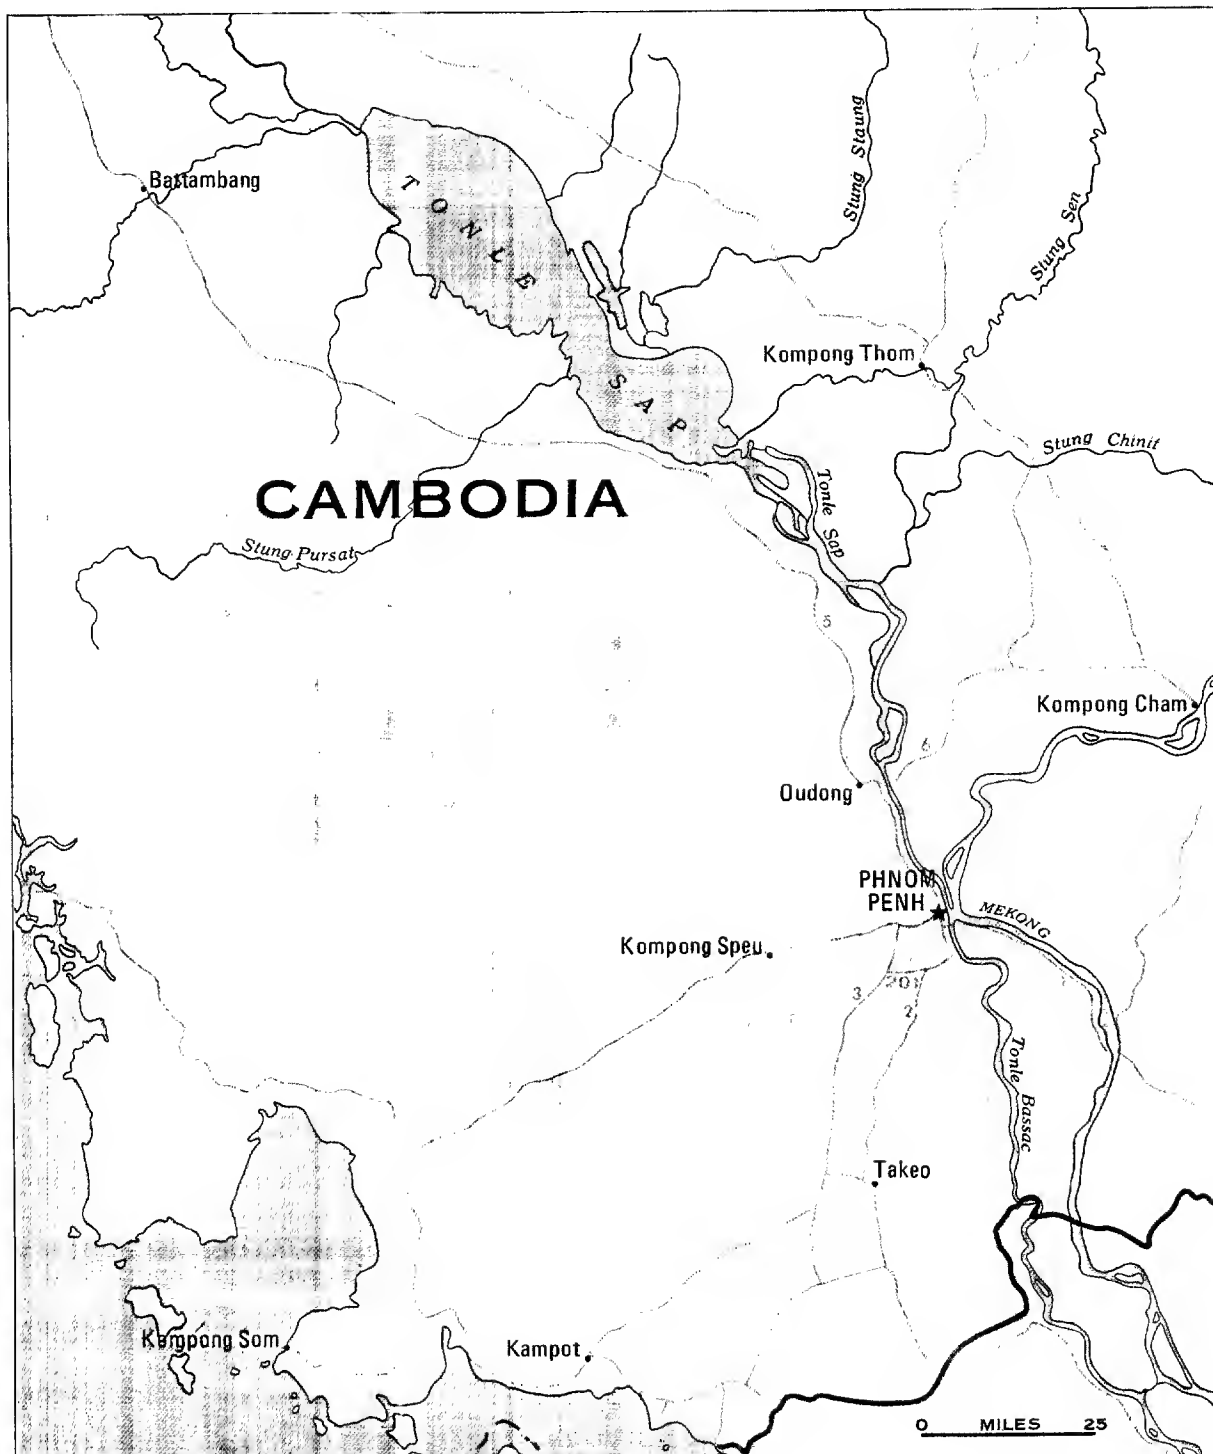 Battambang
TONLE SAP
Stung Staung
Stung Sen
Kompong Thom
Stung Chinit
CAMBODIA
Tonle Sap
Stung Pursat
5
Kompong Cham
6
Oudong
PHNOM
PENH
MEKONG
Kompong Speu
1
3
201
2
Tonle Bassac
Takeo
Kompong Som
Kampot
0 MILES 25